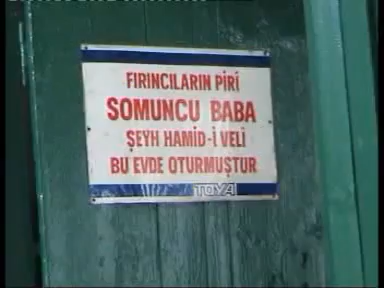 FIRINCILARIN PİRİ
SOMUNCU BABA
ŞEYH HAMİD-İ VELİ
BU EVDE OTURMUŞTUR
TOYA